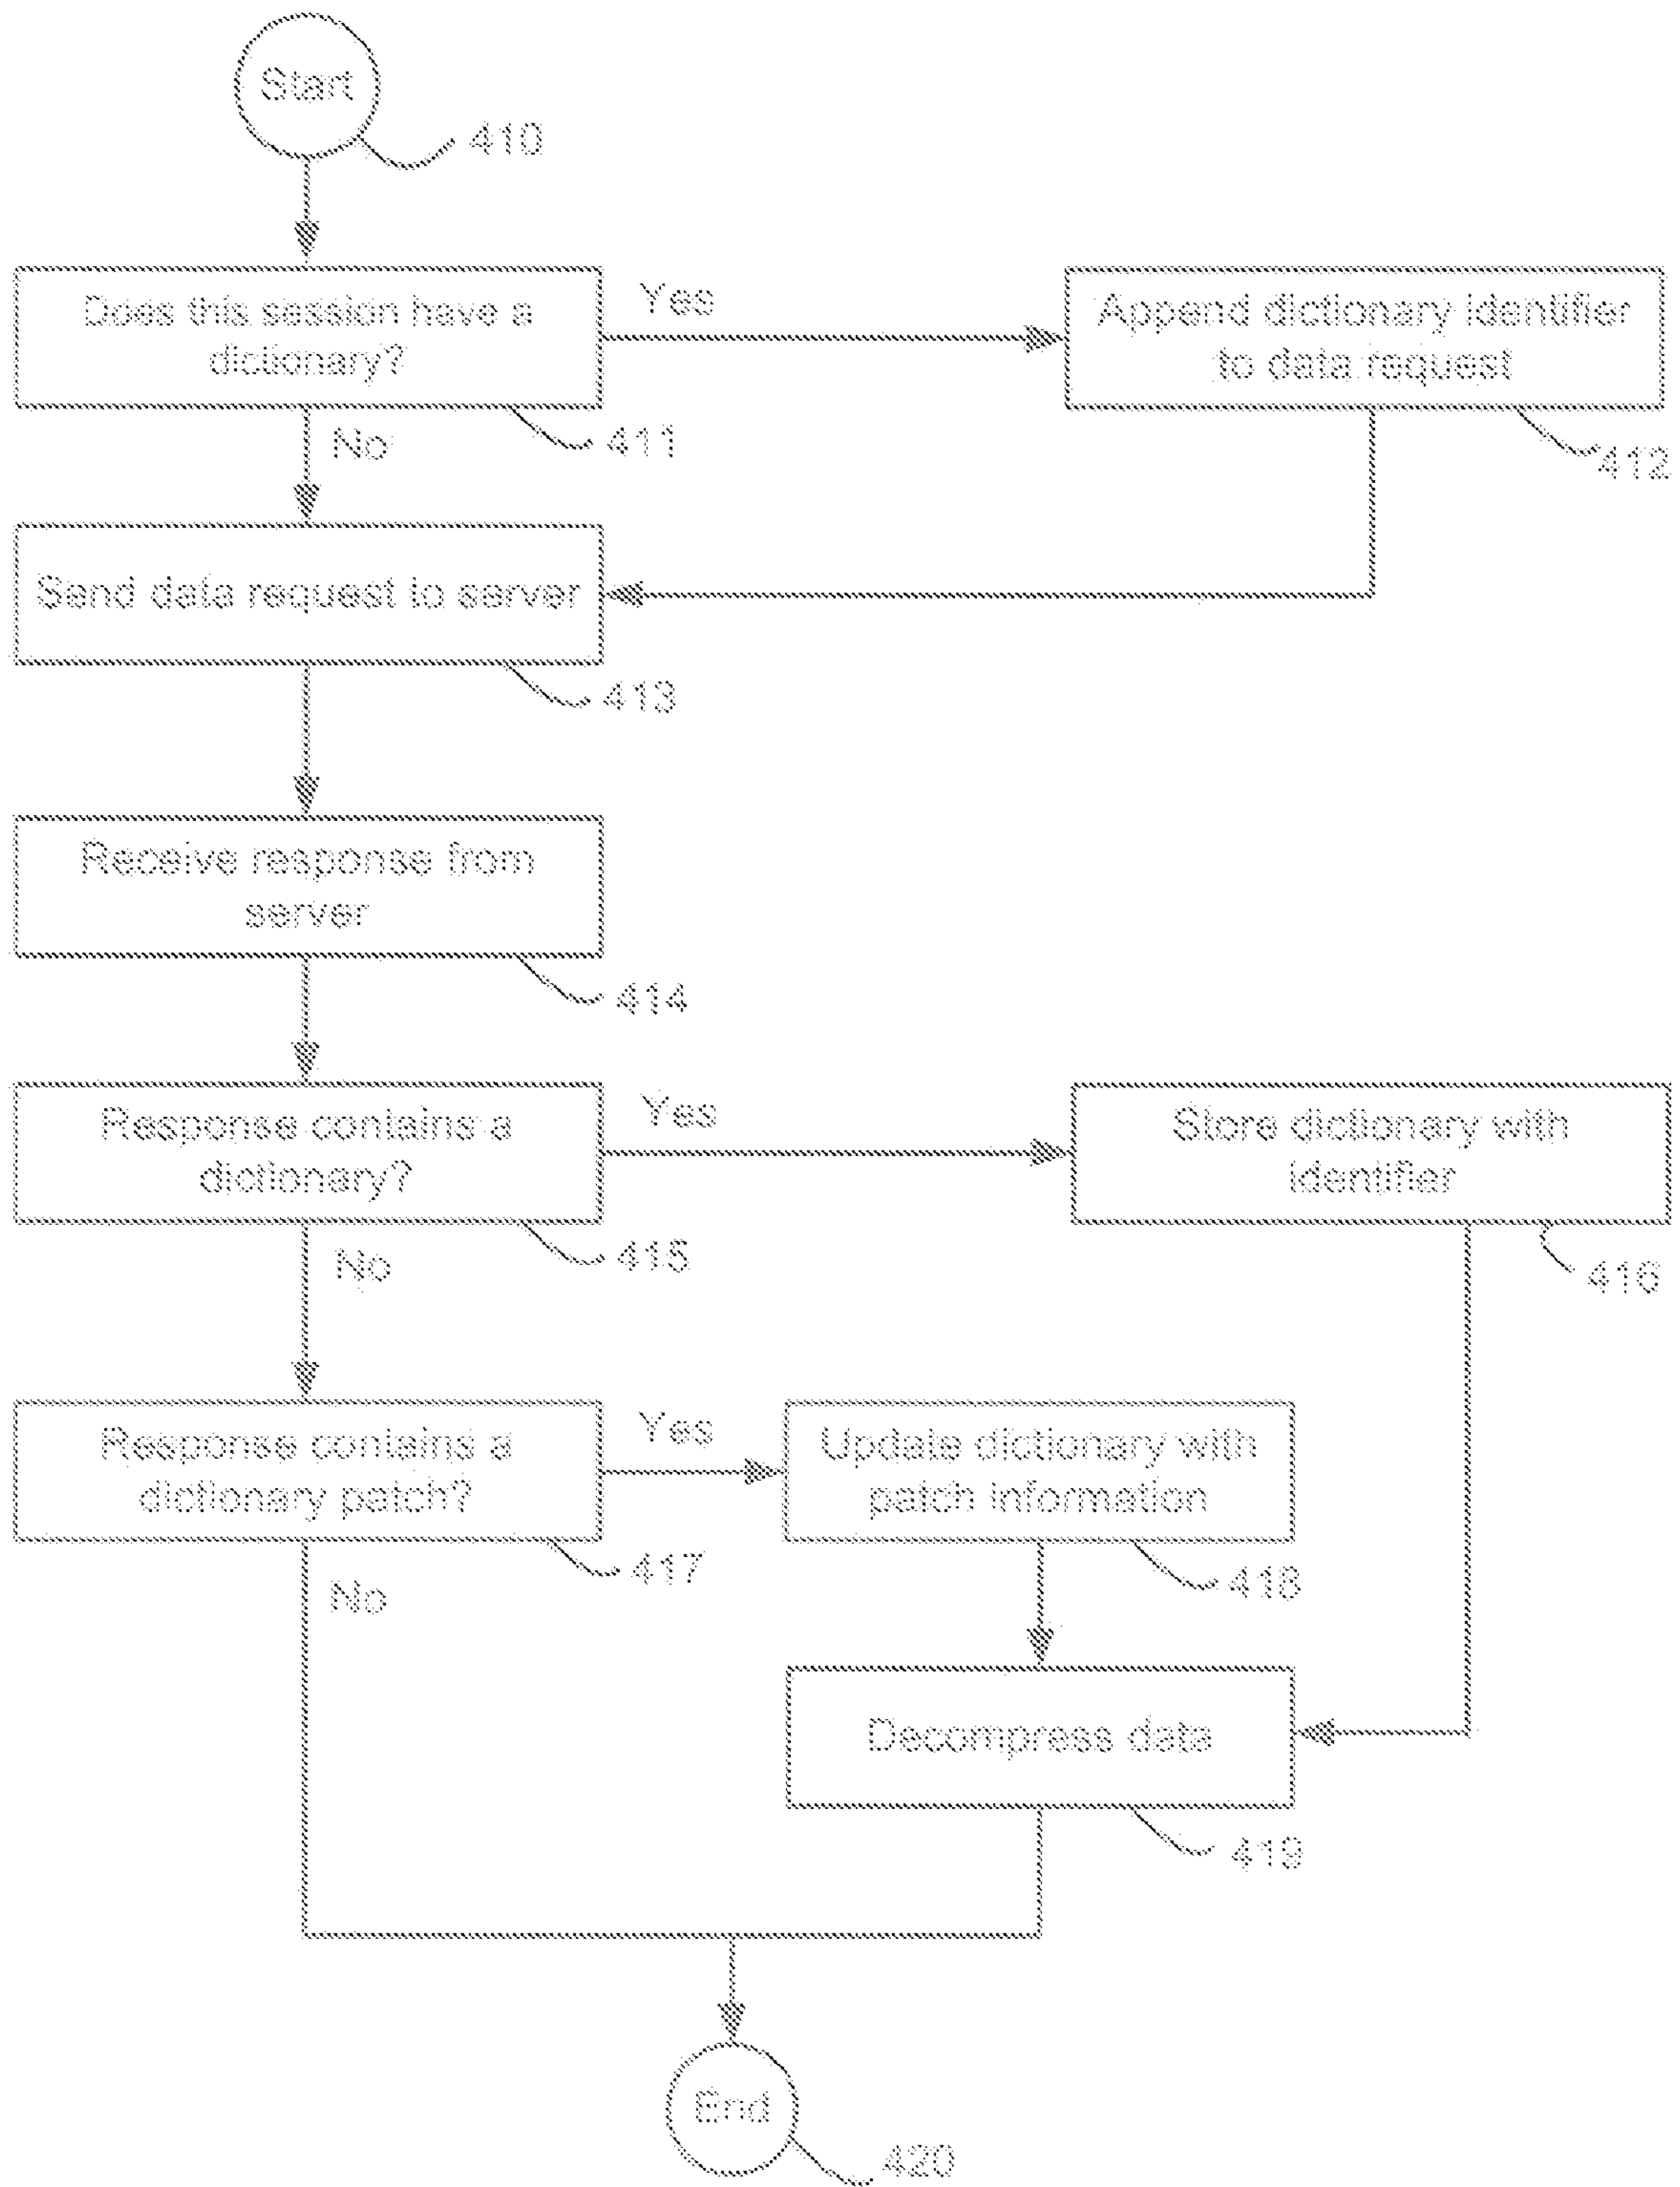 Start
410
Does this session have a
dictionary?
Yes
411
No
Append dictionary identifier
to data request
412
Send data request to server
413
Receive response from
server
414
Response contains a
dictionary?
Yes
415
No
Store dictionary with
identifier
416
Response contains a
dictionary patch?
Yes
417
No
Update dictionary with
patch information
418
Decompress data
419
End
420